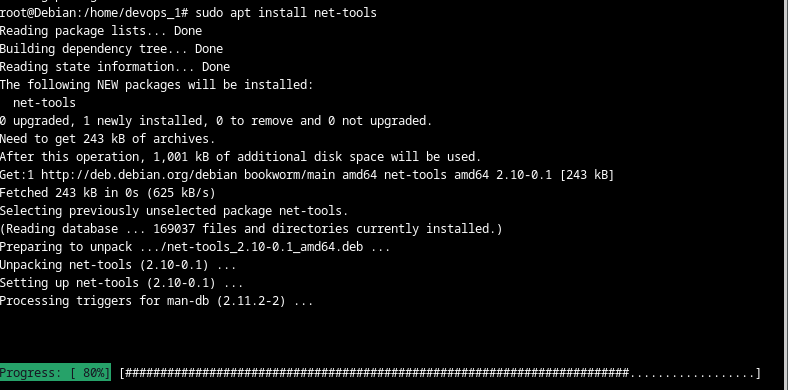 root@Debian:/home/devops_1# sudo apt install net-tools
Reading package lists... Done
Building dependency tree... Done
Reading state information... Done
The following NEW packages will be installed:
  net-tools
0 upgraded, 1 newly installed, 0 to remove and 0 not upgraded.
Need to get 243 kB of archives.
After this operation, 1,001 kB of additional disk space will be used.
Get:1 http://deb.debian.org/debian bookworm/main amd64 net-tools amd64 2.10-0.1 [243 kB]
Fetched 243 kB in 0s (625 kB/s)
Selecting previously unselected package net-tools.
(Reading database ... 169037 files and directories currently installed.)
Preparing to unpack .../net-tools_2.10-0.1_amd64.deb ...
Unpacking net-tools (2.10-0.1) ...
Setting up net-tools (2.10-0.1) ...
Processing triggers for man-db (2.11.2-2) ...
Progress: [ 80%] [########################################################################..................]